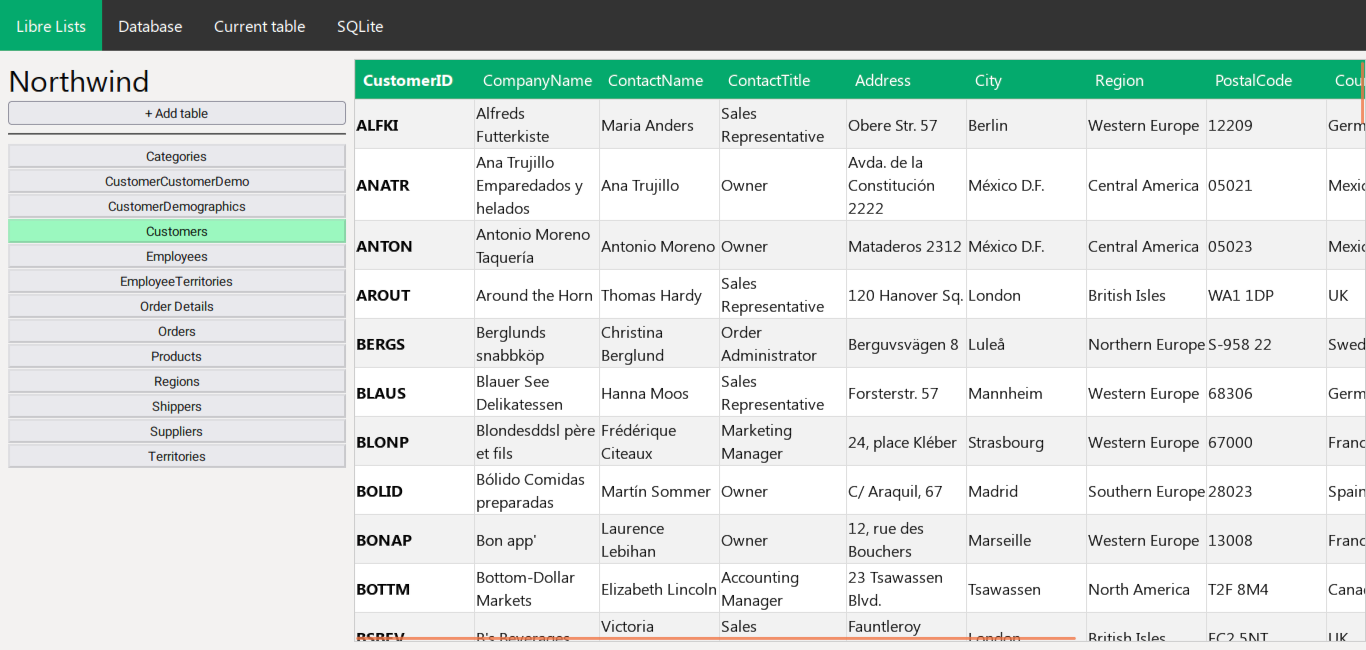 Libre Lists Database Current table SQLite
Northwind
+ Add table
Categories
CustomerCustomerDemo
CustomerDemographics
Customers
Employees
EmployeeTerritories
Order Details
Orders
Products
Regions
Shippers
Suppliers
Territories
CustomerID CompanyName ContactName ContactTitle Address City Region PostalCode Cou
ALFKI Alfreds Futterkiste Maria Anders Sales Representative Obere Str. 57 Berlin Western Europe 12209 Germ
ANATR Ana Trujillo Emparedados y helados Ana Trujillo Owner Avda. de la Constitución 2222 México D.F. Central America 05021 Mexic
ANTON Antonio Moreno Taquería Antonio Moreno Owner Mataderos 2312 México D.F. Central America 05023 Mexic
AROUT Around the Horn Thomas Hardy Sales Representative 120 Hanover Sq. London British Isles WA1 1DP UK
BERGS Berglunds snabbköp Christina Berglund Order Administrator Berguvsvägen 8 Luleå Northern Europe S-958 22 Swed
BLAUS Blauer See Delikatessen Hanna Moos Sales Representative Forsterstr. 57 Mannheim Western Europe 68306 Germ
BLONP Blondesddsl père et fils Frédérique Citeaux Marketing Manager 24, place Kléber Strasbourg Western Europe 67000 Franc
BOLID Bólido Comidas preparadas Martín Sommer Owner C/ Araquil, 67 Madrid Southern Europe 28023 Spain
BONAP Bon app' Laurence Lebihan Owner 12, rue des Bouchers Marseille Western Europe 13008 Franc
BOTTM Bottom-Dollar Markets Elizabeth Lincoln Accounting Manager 23 Tsawassen Blvd. Tsawassen North America T2F 8M4 Cana
BSBEV B's Beverages Victoria Sales Fauntleroy London British Isles EC2 5NT UK